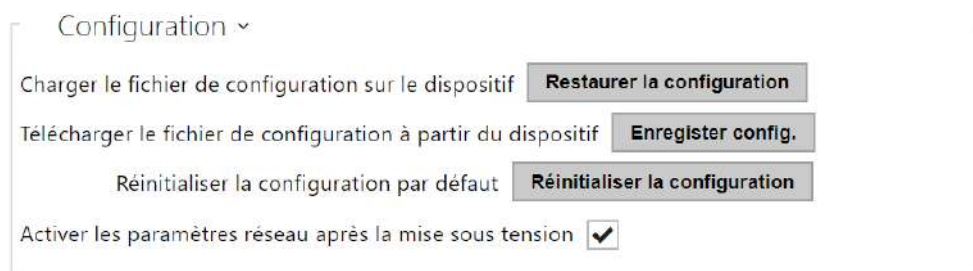 Configuration
Charger le fichier de configuration sur le dispositif Restaurer la configuration
Télécharger le fichier de configuration à partir du dispositif Enregister config.
Réinitialiser la configuration par défaut Réinitialiser la configuration
Activer les paramètres réseau après la mise sous tension